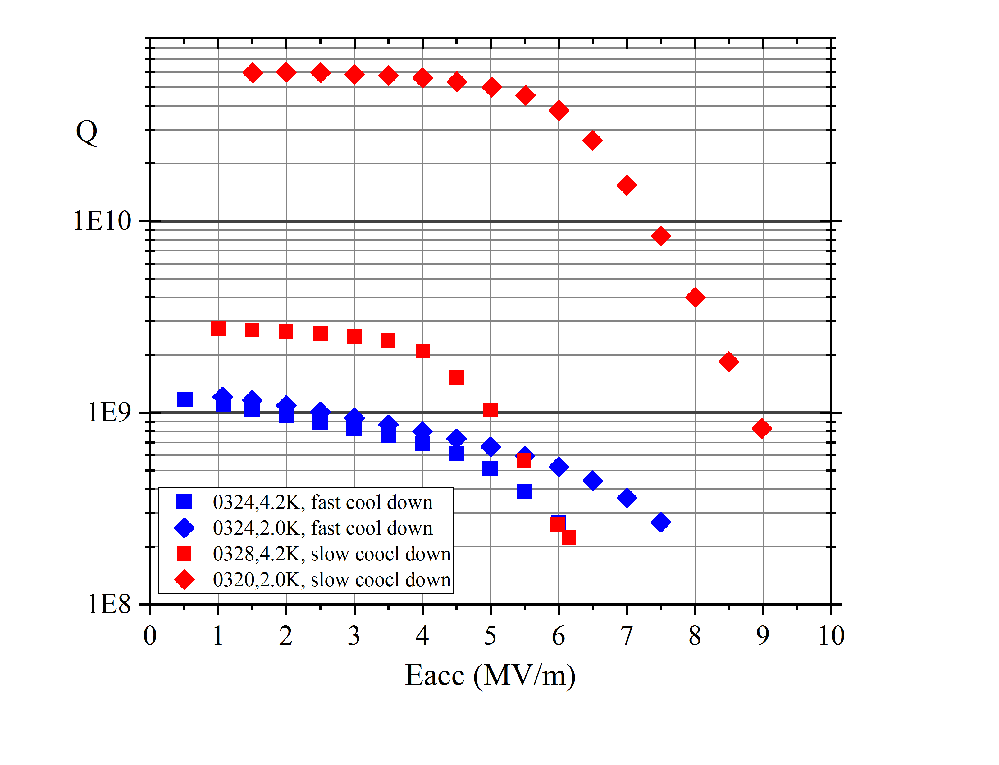 Q
1E10
1E9
1E8
0324,4.2K, fast cool down
0324,2.0K, fast cool down
0328,4.2K, slow coocl down
0320,2.0K, slow coocl down
0 1 2 3 4 5 6 7 8 9 10
Eacc (MV/m)